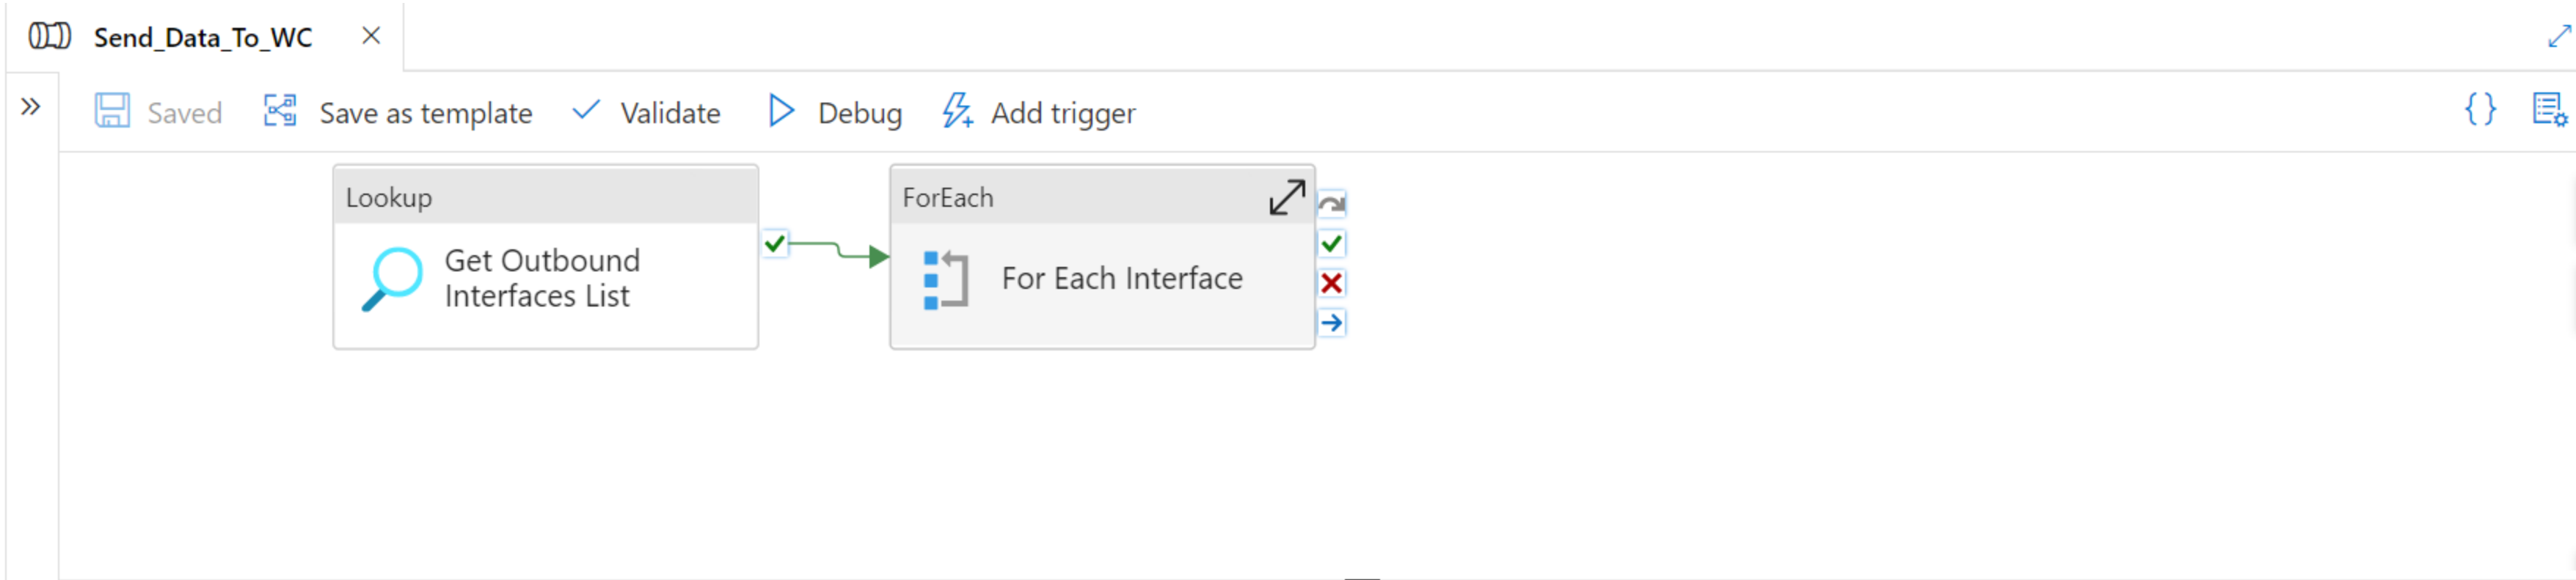 Send_Data_To_WC
Saved Save as template Validate Debug Add trigger
Lookup
Get Outbound
Interfaces List
ForEach
For Each Interface